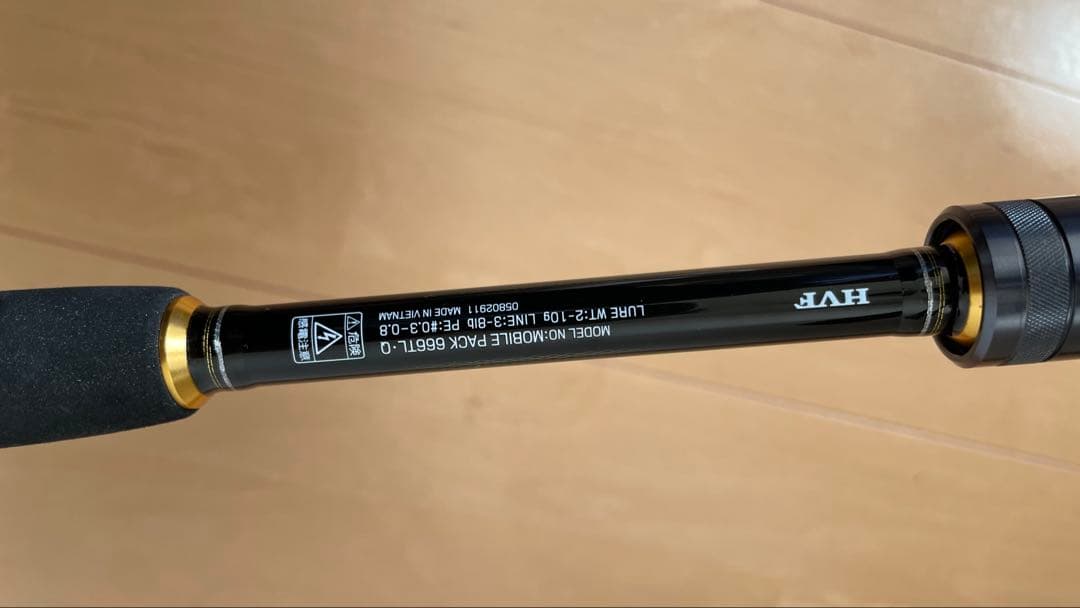 HVF
MODEL NO:MOBILE PACK 666TL·Q
LURE WT:2-10g LINE:3-8lb PE:#0.3-0.8
05802911 MADE IN VIETNAM
危険
感電注意